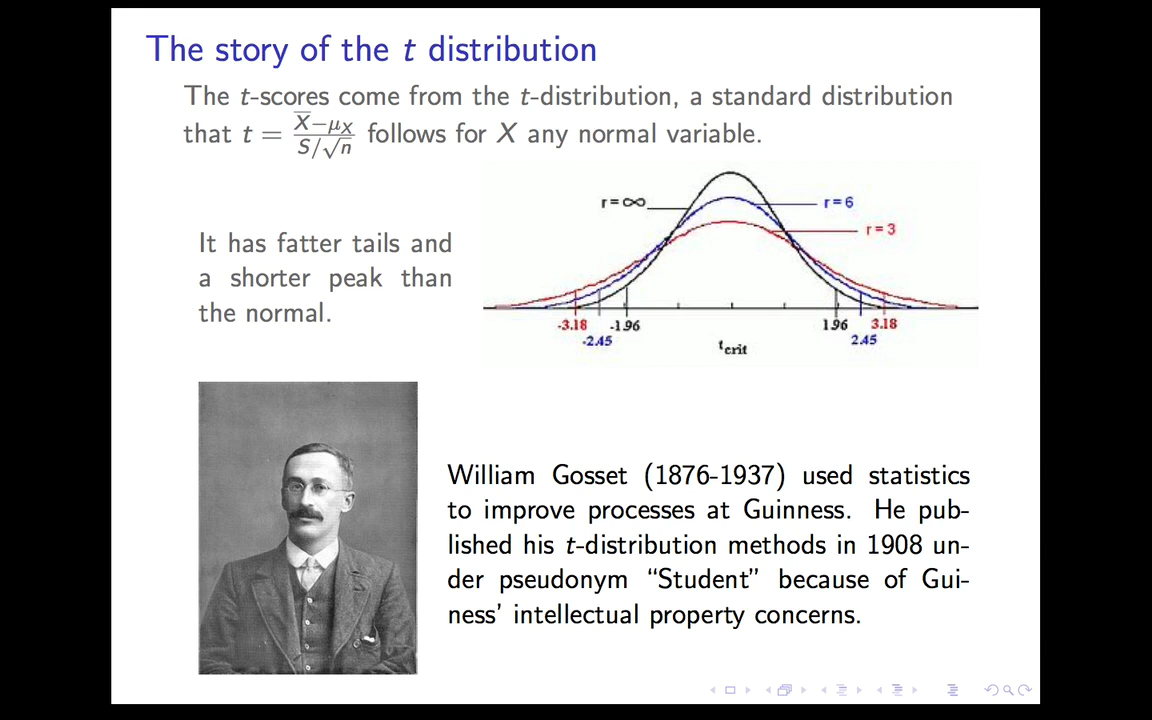 The story of the t distribution
The t-scores come from the t-distribution, a standard distribution
that t = X̅−μX / S/√n follows for X any normal variable.
It has fatter tails and
a shorter peak than
the normal.
r=∞
r=6
r=3
-3.18
-1.96
1.96
3.18
-2.45
2.45
tcrit
William Gosset (1876-1937) used statistics
to improve processes at Guinness. He pub-
lished his t-distribution methods in 1908 un-
der pseudonym “Student” because of Gui-
ness’ intellectual property concerns.